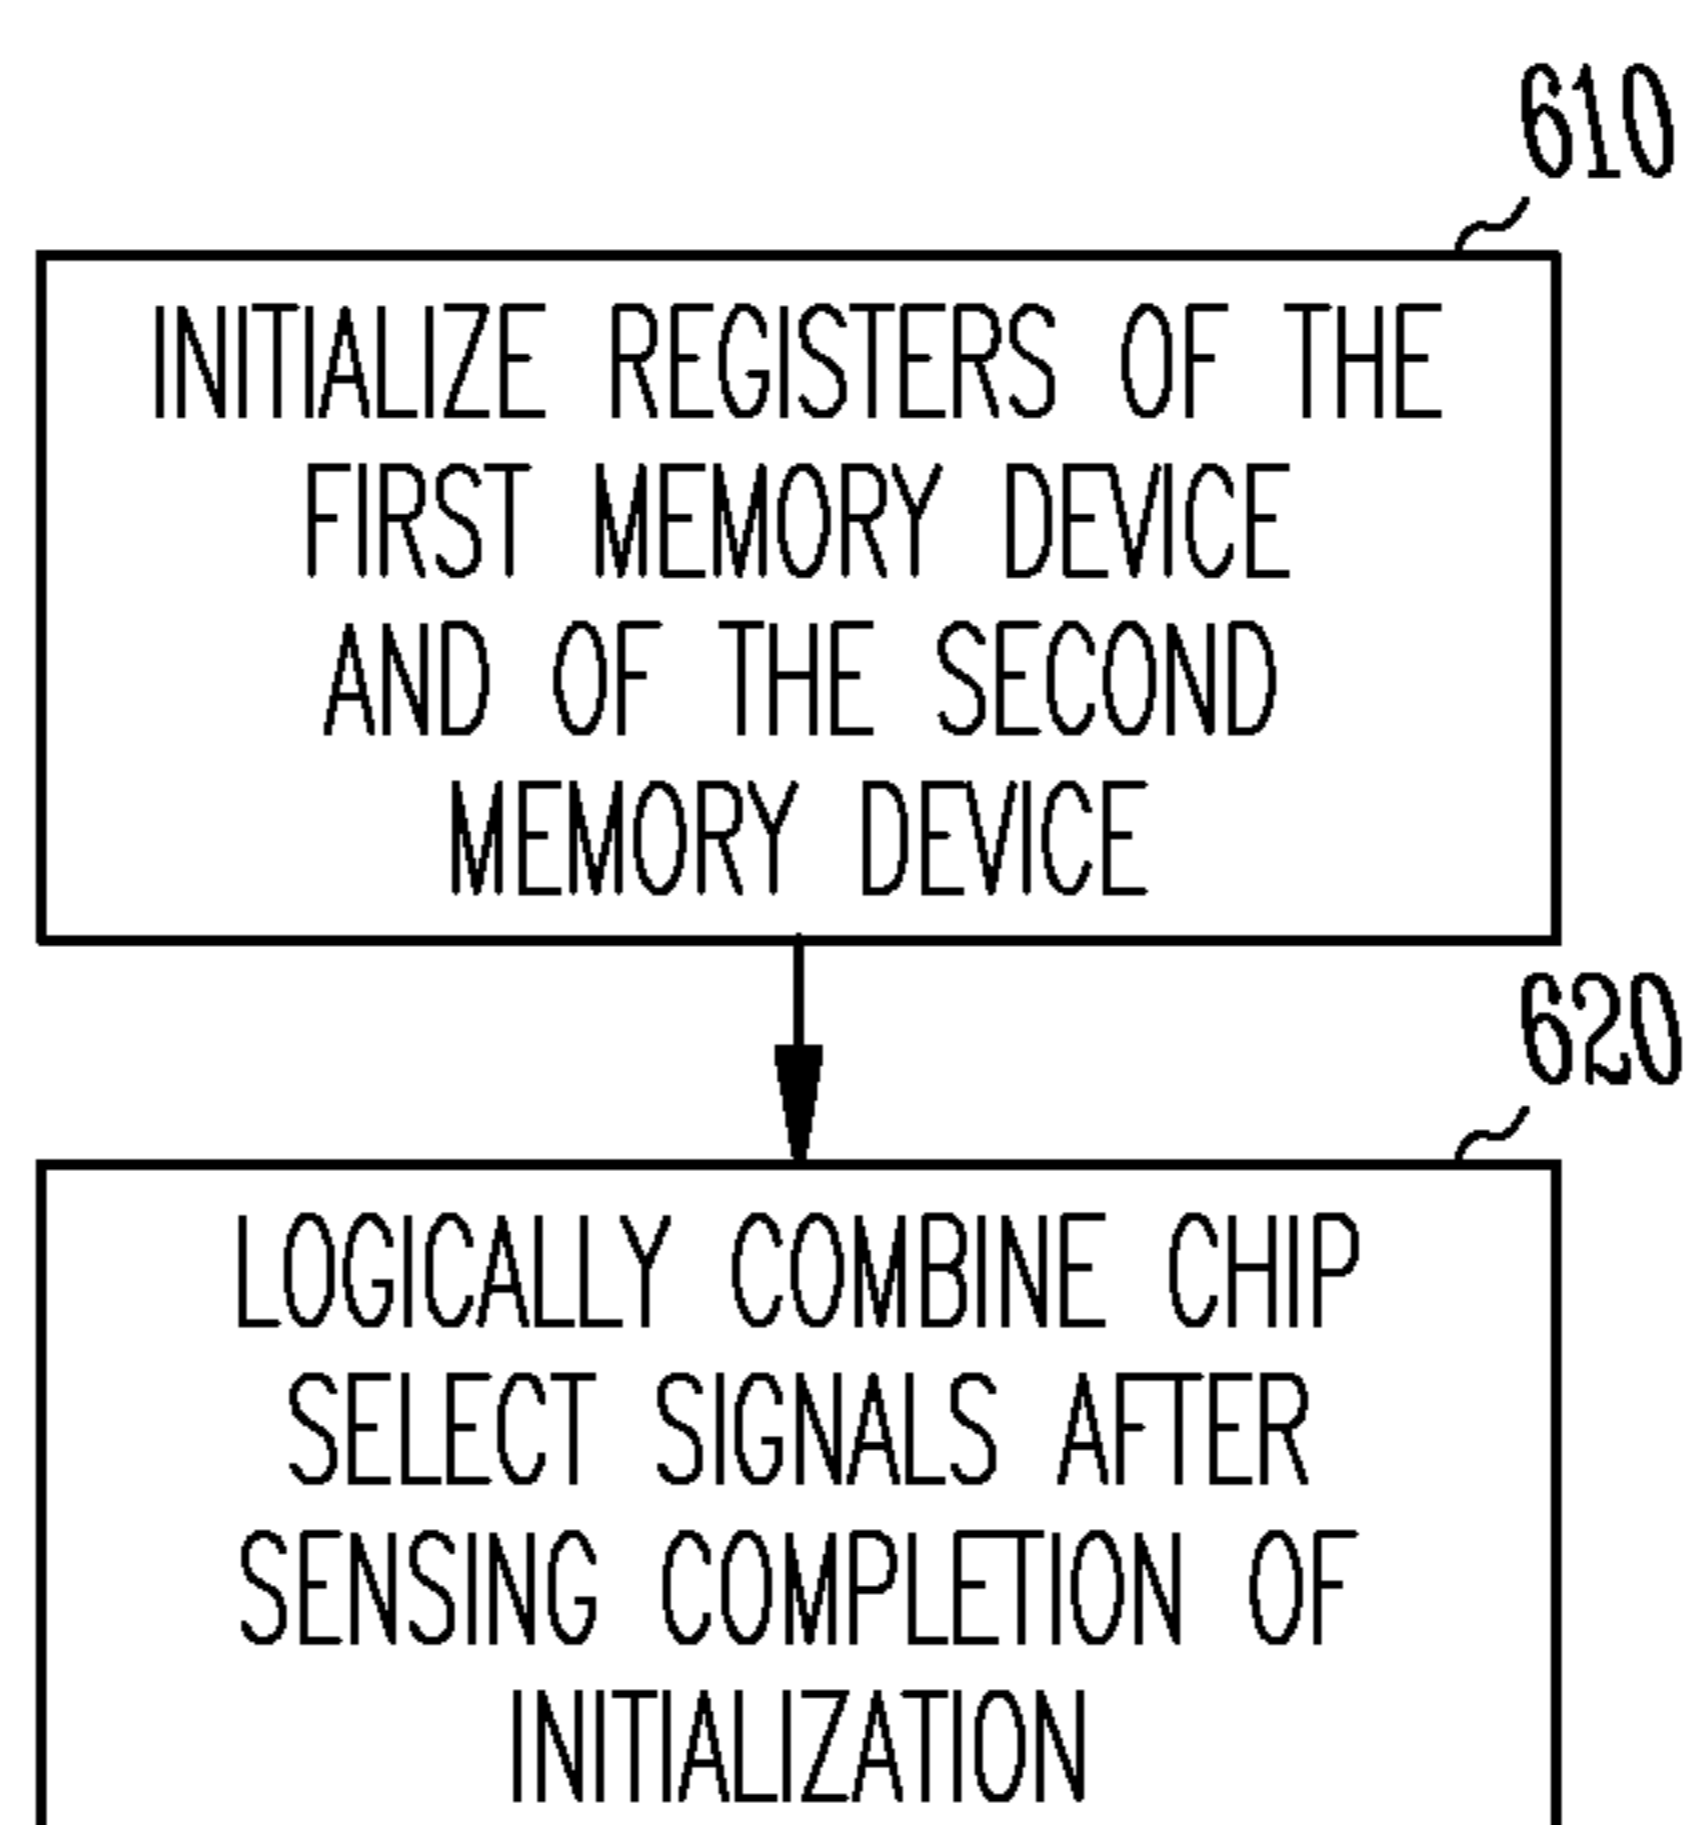 610
INITIALIZE REGISTERS OF THE
FIRST MEMORY DEVICE
AND OF THE SECOND
MEMORY DEVICE
620
LOGICALLY COMBINE CHIP
SELECT SIGNALS AFTER
SENSING COMPLETION OF
INITIALIZATION